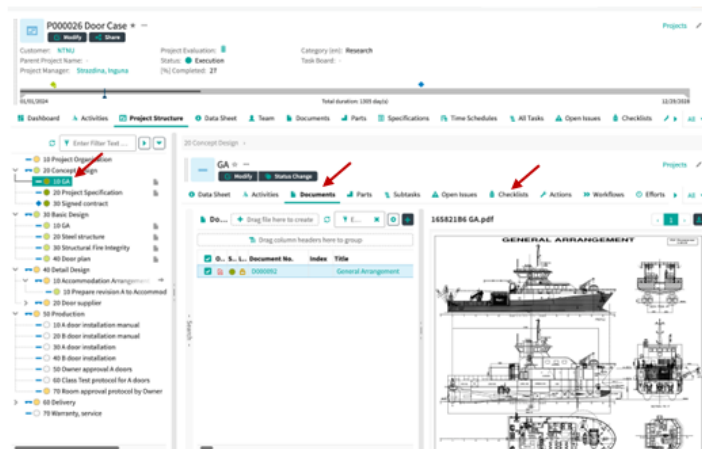 P000026 Door Case
Modify
Share
Projects
Customer: NTNU
Project Evaluation:
Category (en): Research
Parent Project Name: -
Status: Execution
Task Board: -
Project Manager: Strazdina, Inguna
[%] Completed: 27
01/01/2024
Total duration: 1305 day(s)
12/29/2028
Dashboard
Activities
Project Structure
Data Sheet
Team
Documents
Parts
Specifications
Time Schedules
All Tasks
Open Issues
Checklists
All
Enter Filter Text ...
20 Concept Design
10 Project Organization
20 Concept Design
10 GA
20 Project Specification
30 Signed contract
30 Basic Design
10 GA
20 Steel structure
30 Structural Fire Integrity
40 Door plan
40 Detail Design
10 Accommodation Arrangement
10 Prepare revision A to Accommod
20 Door supplier
50 Production
10 A door installation manual
20 B door installation manual
30 A door installation
40 B door installation
50 Owner approval A doors
60 Class Test protocol for A doors
70 Room approval protocol by Owner
60 Delivery
70 Warranty, service
Search
GA
Modify
Status Change
Projects
Data Sheet
Activities
Documents
Parts
Subtasks
Open Issues
Checklists
Actions
Workflows
Efforts
All
Do...
Drag file here to create
E...
Drag column headers here to group
O.. S.. L.. Document No. Index Title
D000092 General Arrangement
165821B6 GA.pdf
1
GENERAL ARRANGEMENT